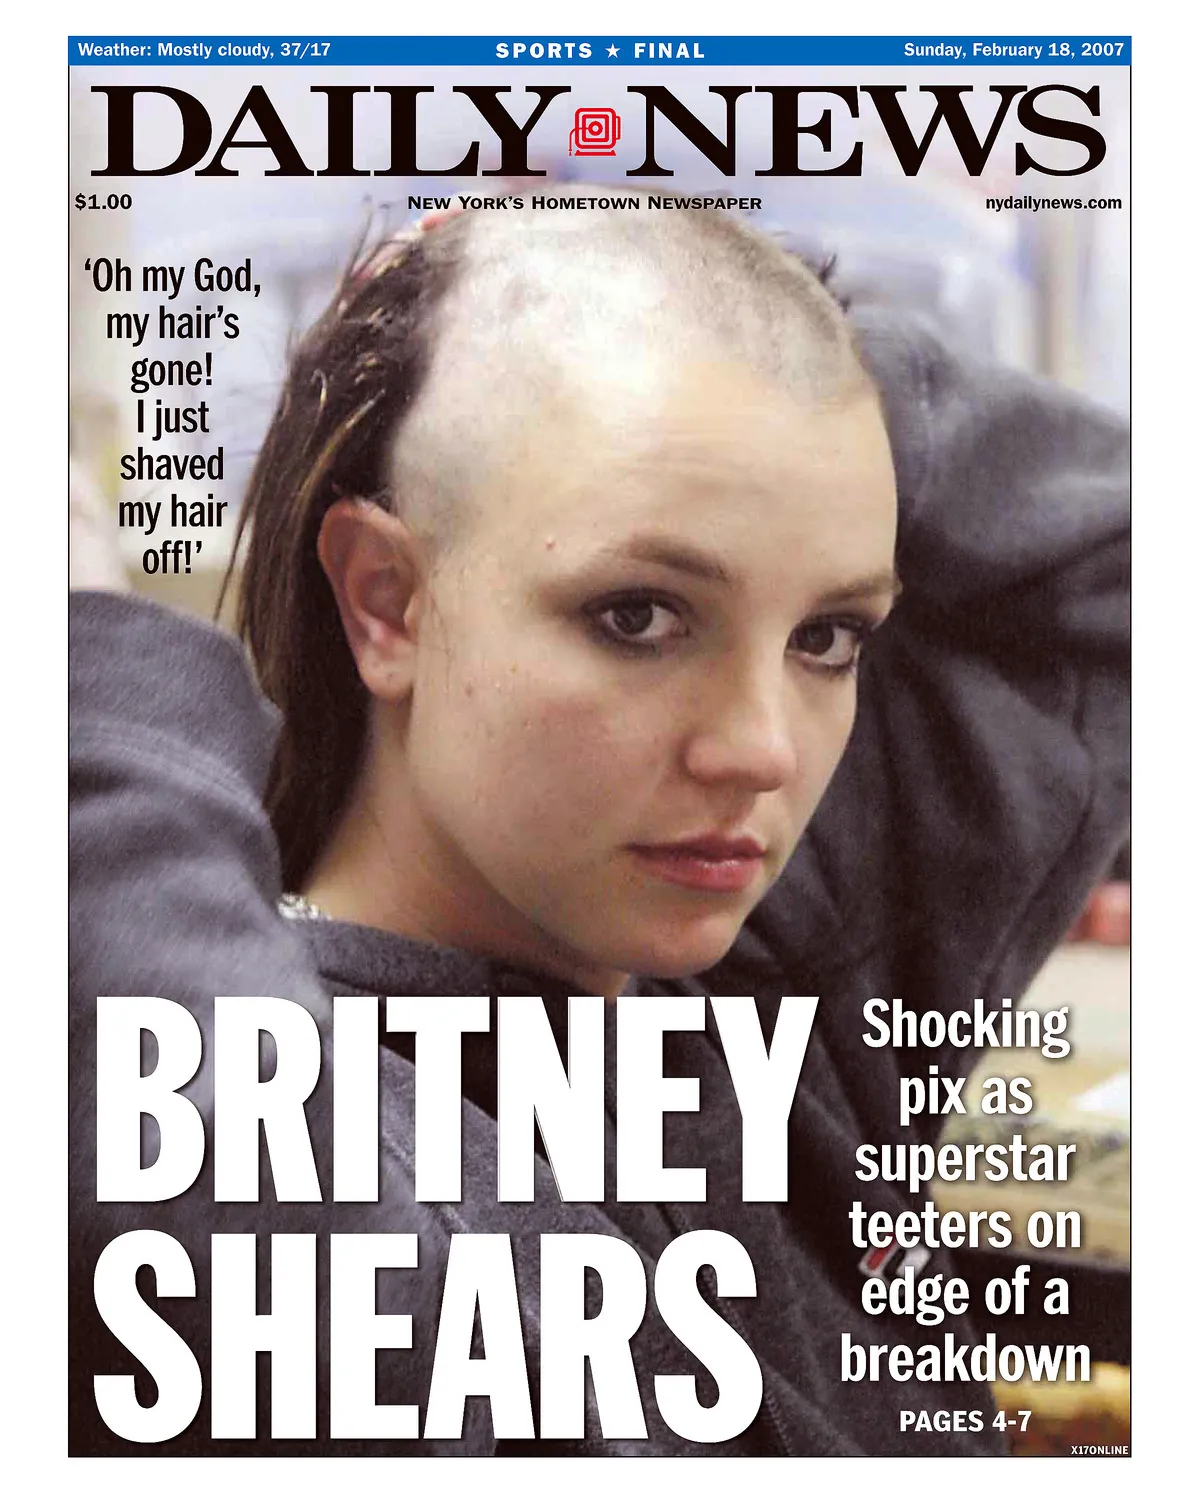 Weather: Mostly cloudy, 37/17
SPORTS ★ FINAL
Sunday, February 18, 2007
DAILY NEWS
$1.00
NEW YORK'S HOMETOWN NEWSPAPER
nydailynews.com
‘Oh my God,
my hair’s
gone!
I just
shaved
my hair
off!’
BRITNEY
SHEARS
Shocking
pix as
superstar
teeters on
edge of a
breakdown
PAGES 4-7
X17ONLINE